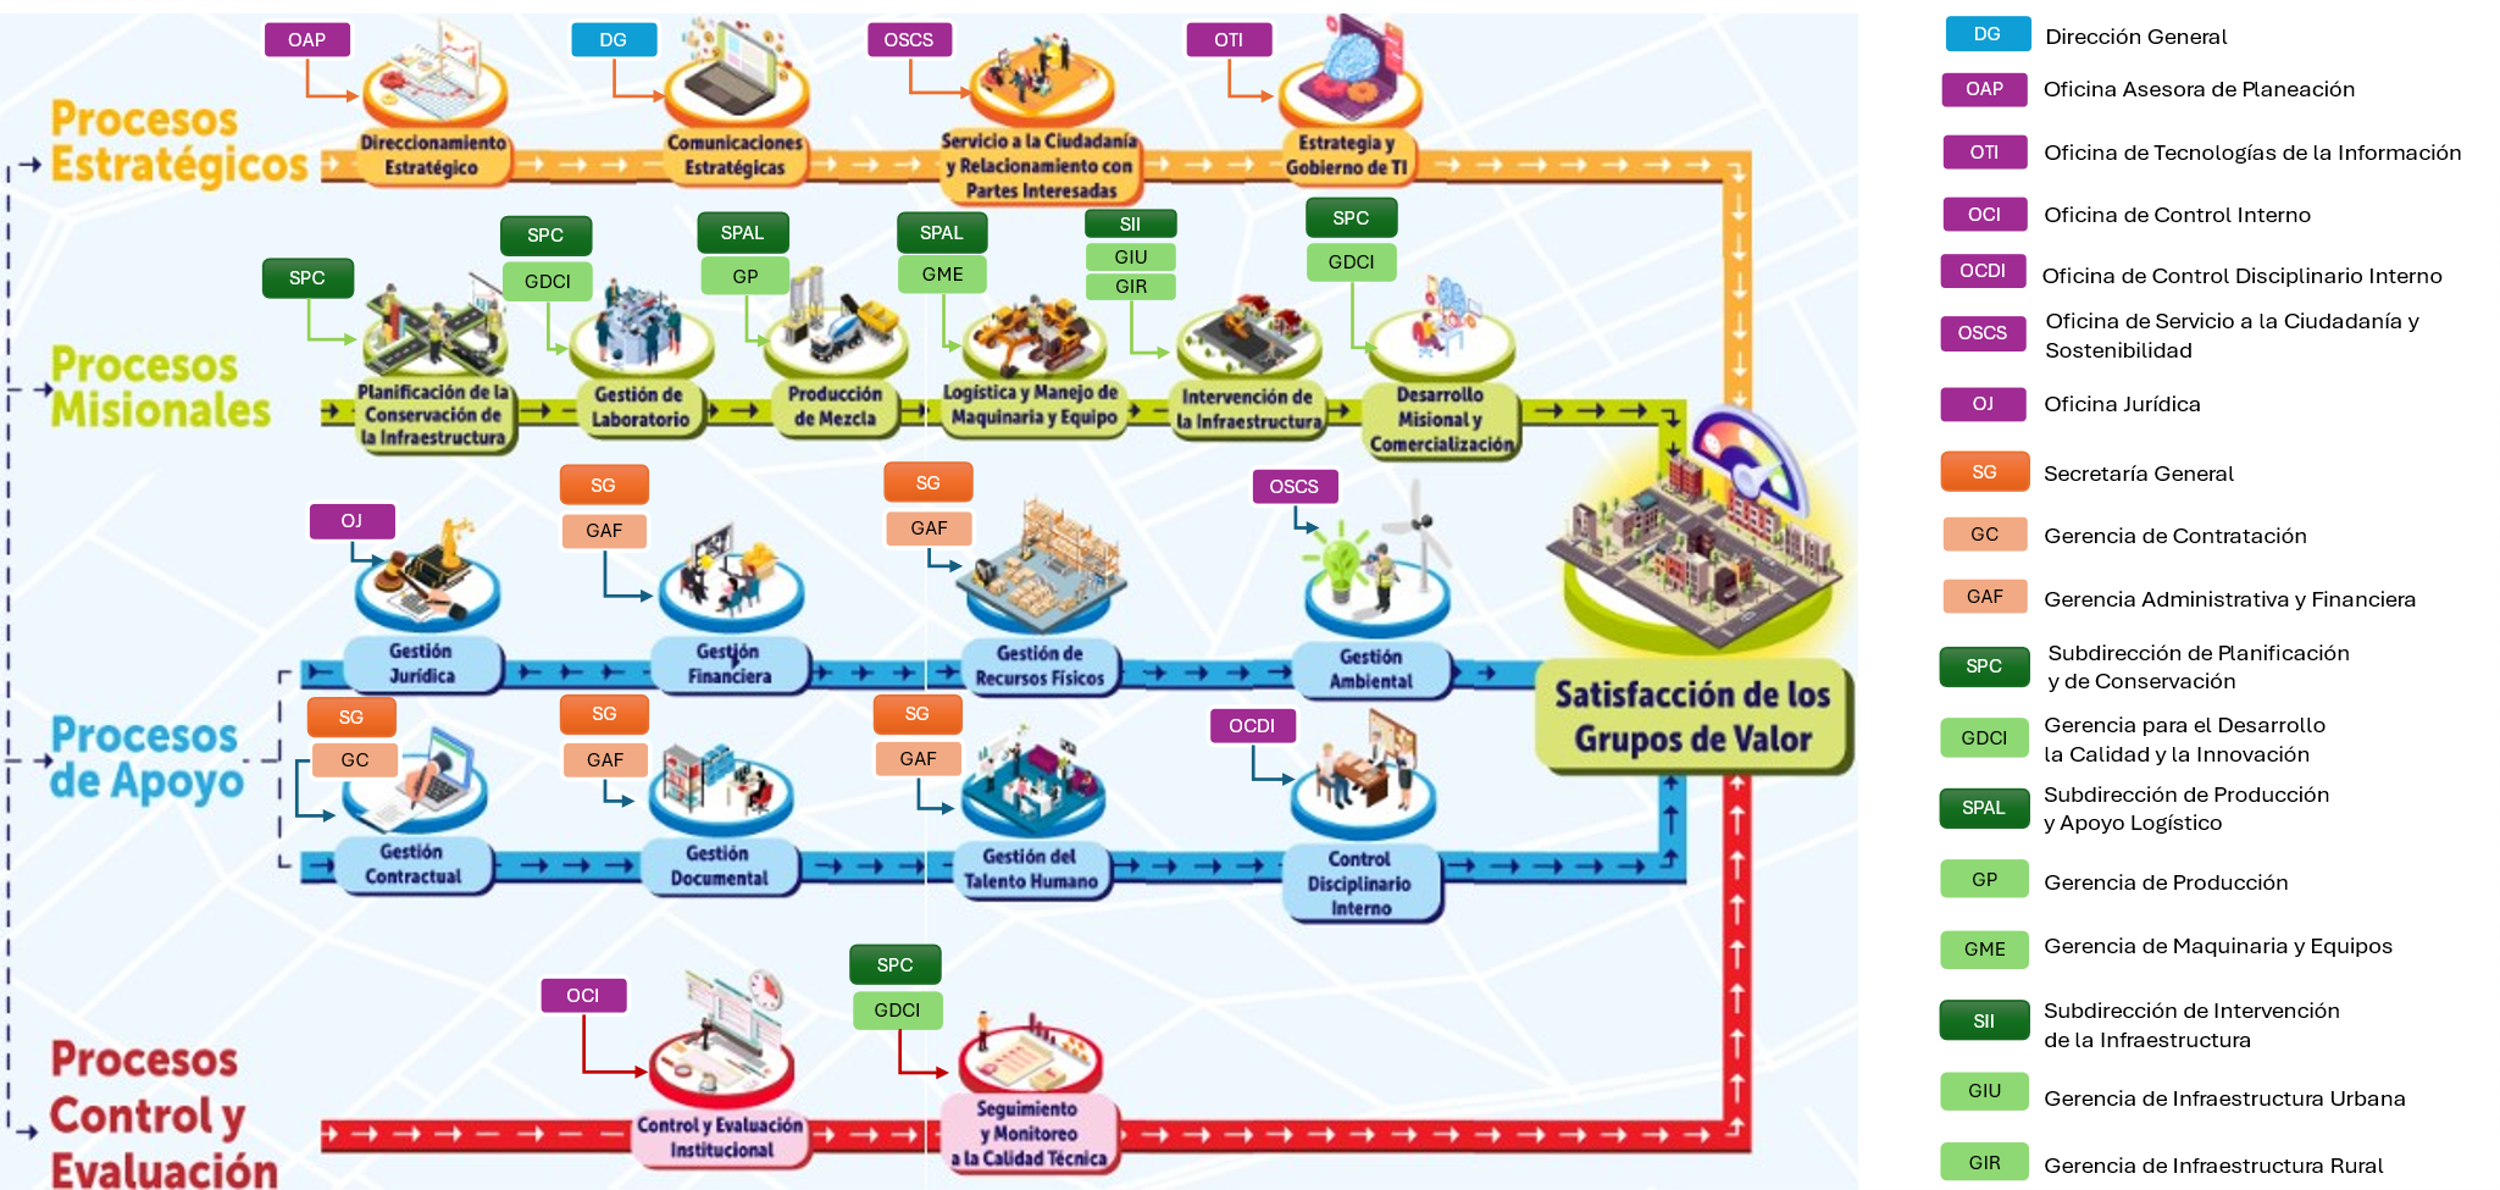 OAP
DG
OSCS
OTI
Procesos
Estratégicos
Direccionamiento
Estratégico
Comunicaciones
Estratégicas
Servicio a la Ciudadanía
y Relacionamiento con
Partes Interesadas
Estrategia y
Gobierno de TI
SPC
SPC
GDCI
SPAL
GP
SPAL
GME
SII
GIU
GIR
SPC
GDCI
Procesos
Misionales
Planificación de la
Conservación de
la Infraestructura
Gestión de
Laboratorio
Producción
de Mezcla
Logística y Manejo de
Maquinaria y Equipo
Intervención de
la Infraestructura
Desarrollo
Misional y
Comercialización
OJ
SG
GAF
SG
GAF
OSCS
Gestión
Jurídica
Gestión
Financiera
Gestión de
Recursos Físicos
Gestión
Ambiental
Procesos
de Apoyo
SG
GC
SG
GAF
SG
GAF
OCDI
Gestión
Contractual
Gestión
Documental
Gestión del
Talento Humano
Control
Disciplinario
Interno
Satisfacción de los
Grupos de Valor
Procesos
Control y
Evaluación
OCI
SPC
GDCI
Control y Evaluación
Institucional
Seguimiento
y Monitoreo
a la Calidad Técnica
DG Dirección General
OAP Oficina Asesora de Planeación
OTI Oficina de Tecnologías de la Información
OCI Oficina de Control Interno
OCDI Oficina de Control Disciplinario Interno
OSCS Oficina de Servicio a la Ciudadanía y
Sostenibilidad
OJ Oficina Jurídica
SG Secretaría General
GC Gerencia de Contratación
GAF Gerencia Administrativa y Financiera
SPC Subdirección de Planificación
y de Conservación
GDCI Gerencia para el Desarrollo
la Calidad y la Innovación
SPAL Subdirección de Producción
y Apoyo Logístico
GP Gerencia de Producción
GME Gerencia de Maquinaria y Equipos
SII Subdirección de Intervención
de la Infraestructura
GIU Gerencia de Infraestructura Urbana
GIR Gerencia de Infraestructura Rural